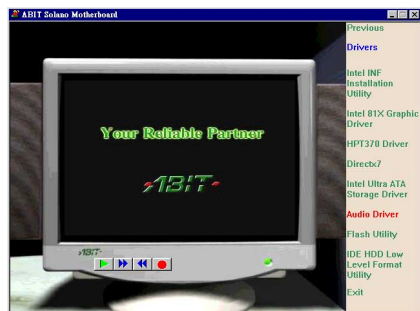 ABIT Solano Motherboard
Previous
Drivers
Intel INF
Installation
Utility
Intel 81X Graphic
Driver
HPT370 Driver
Directx7
Intel Ultra ATA
Storage Driver
Audio Driver
Flash Utility
IDE HDD Low
Level Format
Utility
Exit
Your Reliable Partner
ABIT
ABIT